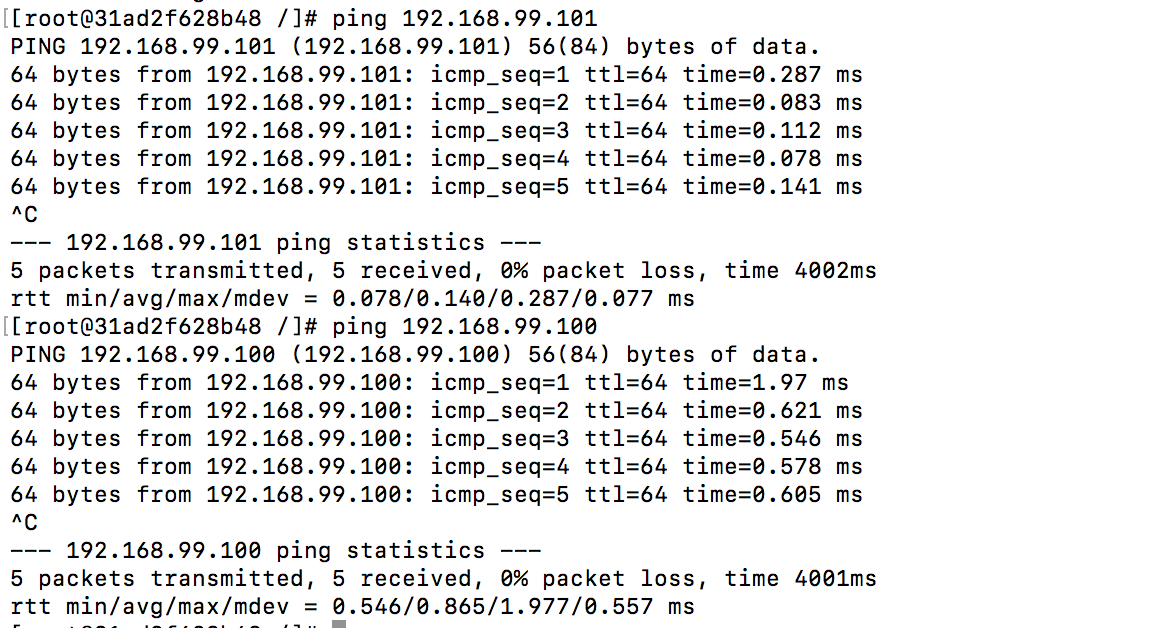 [[root@31ad2f628b48 /]# ping 192.168.99.101
PING 192.168.99.101 (192.168.99.101) 56(84) bytes of data.
64 bytes from 192.168.99.101: icmp_seq=1 ttl=64 time=0.287 ms
64 bytes from 192.168.99.101: icmp_seq=2 ttl=64 time=0.083 ms
64 bytes from 192.168.99.101: icmp_seq=3 ttl=64 time=0.112 ms
64 bytes from 192.168.99.101: icmp_seq=4 ttl=64 time=0.078 ms
64 bytes from 192.168.99.101: icmp_seq=5 ttl=64 time=0.141 ms
^C
--- 192.168.99.101 ping statistics ---
5 packets transmitted, 5 received, 0% packet loss, time 4002ms
rtt min/avg/max/mdev = 0.078/0.140/0.287/0.077 ms
[[root@31ad2f628b48 /]# ping 192.168.99.100
PING 192.168.99.100 (192.168.99.100) 56(84) bytes of data.
64 bytes from 192.168.99.100: icmp_seq=1 ttl=64 time=1.97 ms
64 bytes from 192.168.99.100: icmp_seq=2 ttl=64 time=0.621 ms
64 bytes from 192.168.99.100: icmp_seq=3 ttl=64 time=0.546 ms
64 bytes from 192.168.99.100: icmp_seq=4 ttl=64 time=0.578 ms
64 bytes from 192.168.99.100: icmp_seq=5 ttl=64 time=0.605 ms
^C
--- 192.168.99.100 ping statistics ---
5 packets transmitted, 5 received, 0% packet loss, time 4001ms
rtt min/avg/max/mdev = 0.546/0.865/1.977/0.557 ms